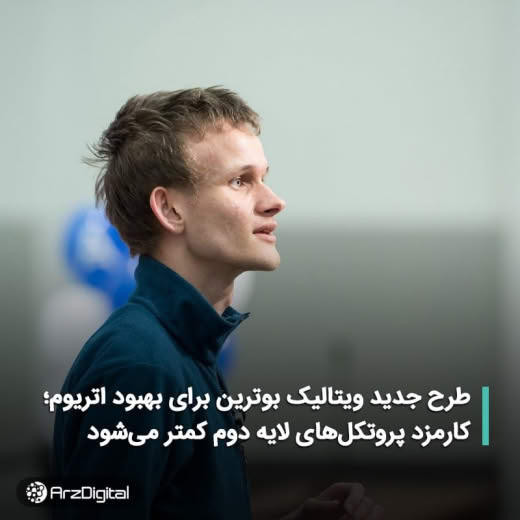 طرح جدید ویتالیک بوترین برای بهبود اتریوم؛
کارمزد پروتکل‌های لایه دوم کمتر می‌شود
ArzDigital